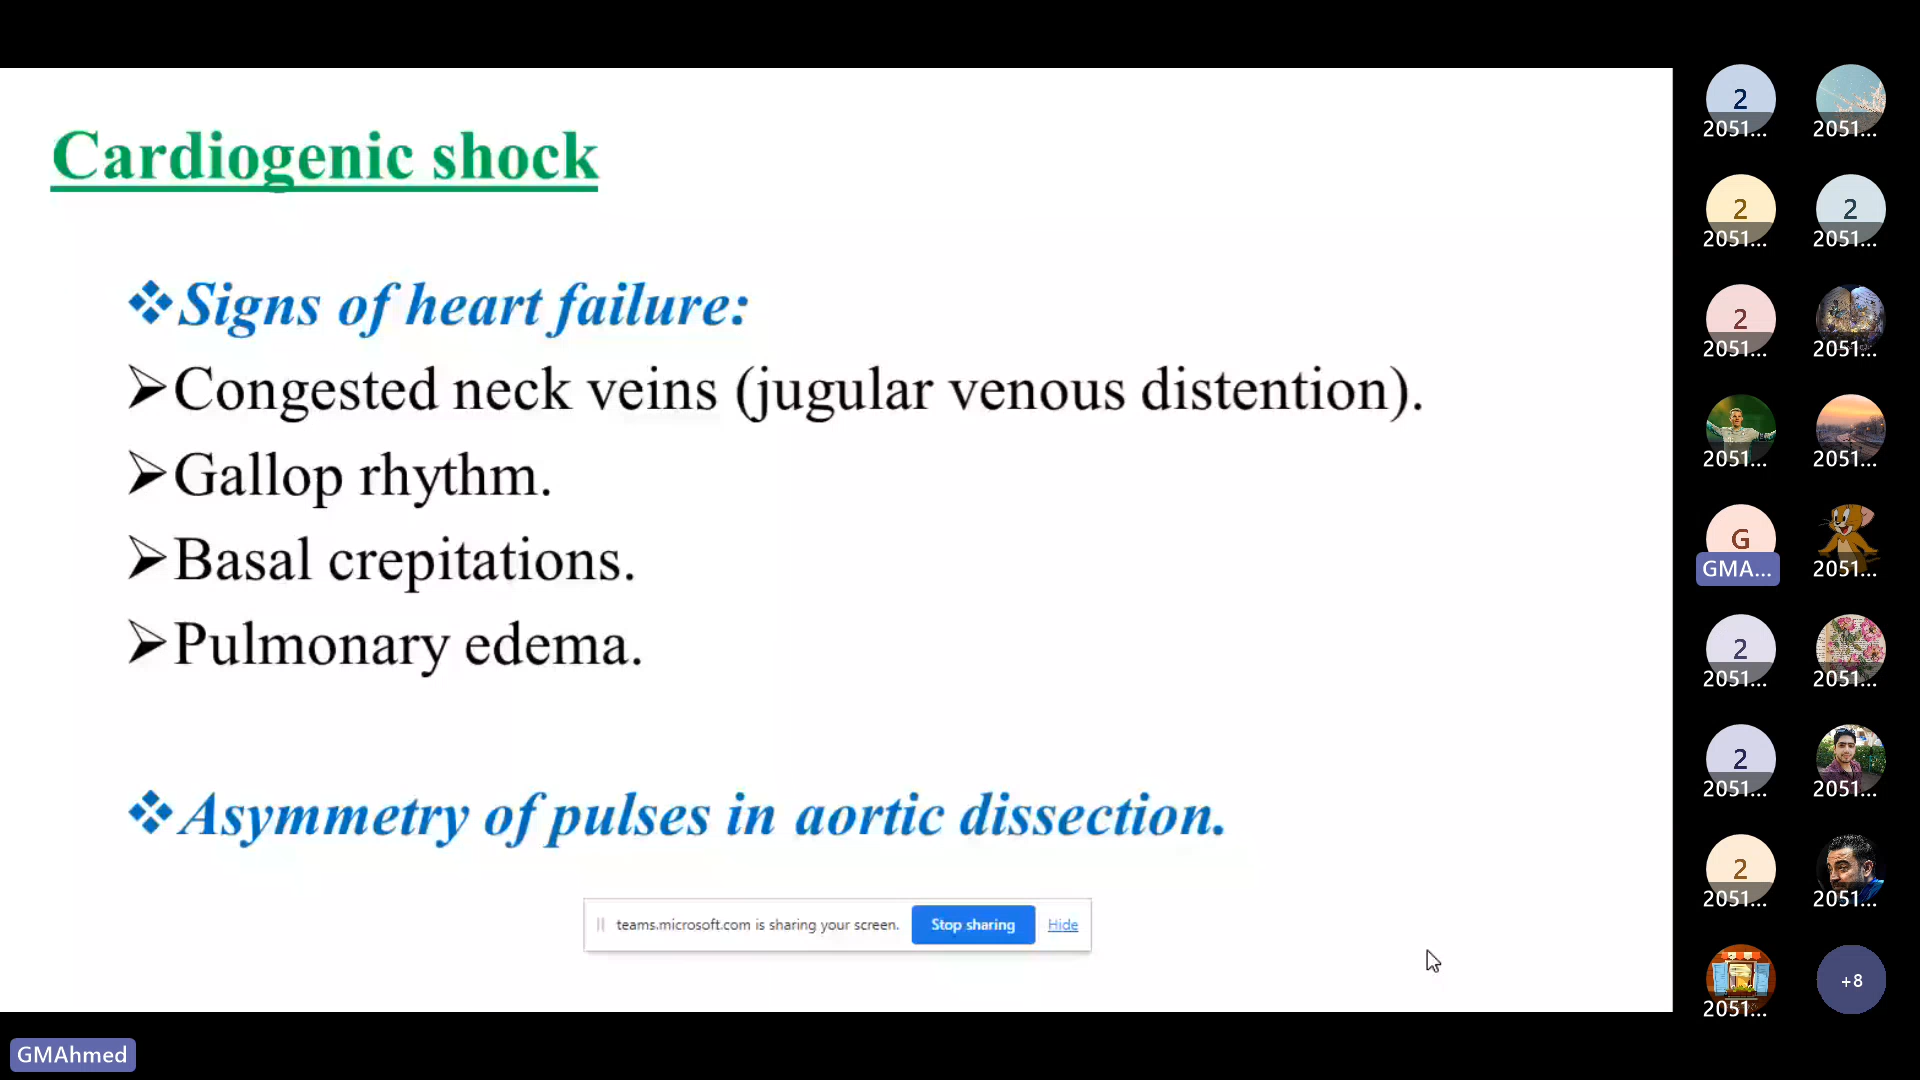 Cardiogenic shock
❖Signs of heart failure:
➢Congested neck veins (jugular venous distention).
➢Gallop rhythm.
➢Basal crepitations.
➢Pulmonary edema.
❖Asymmetry of pulses in aortic dissection.
teams.microsoft.com is sharing your screen. Stop sharing Hide
GMAhmed
2
2051...
2051...
2
2051...
2
2051...
2
2051...
2051...
2051...
2051...
G
GMA...
2051...
2
2051...
2051...
2
2051...
2051...
2
2051...
2051...
2051...
+8